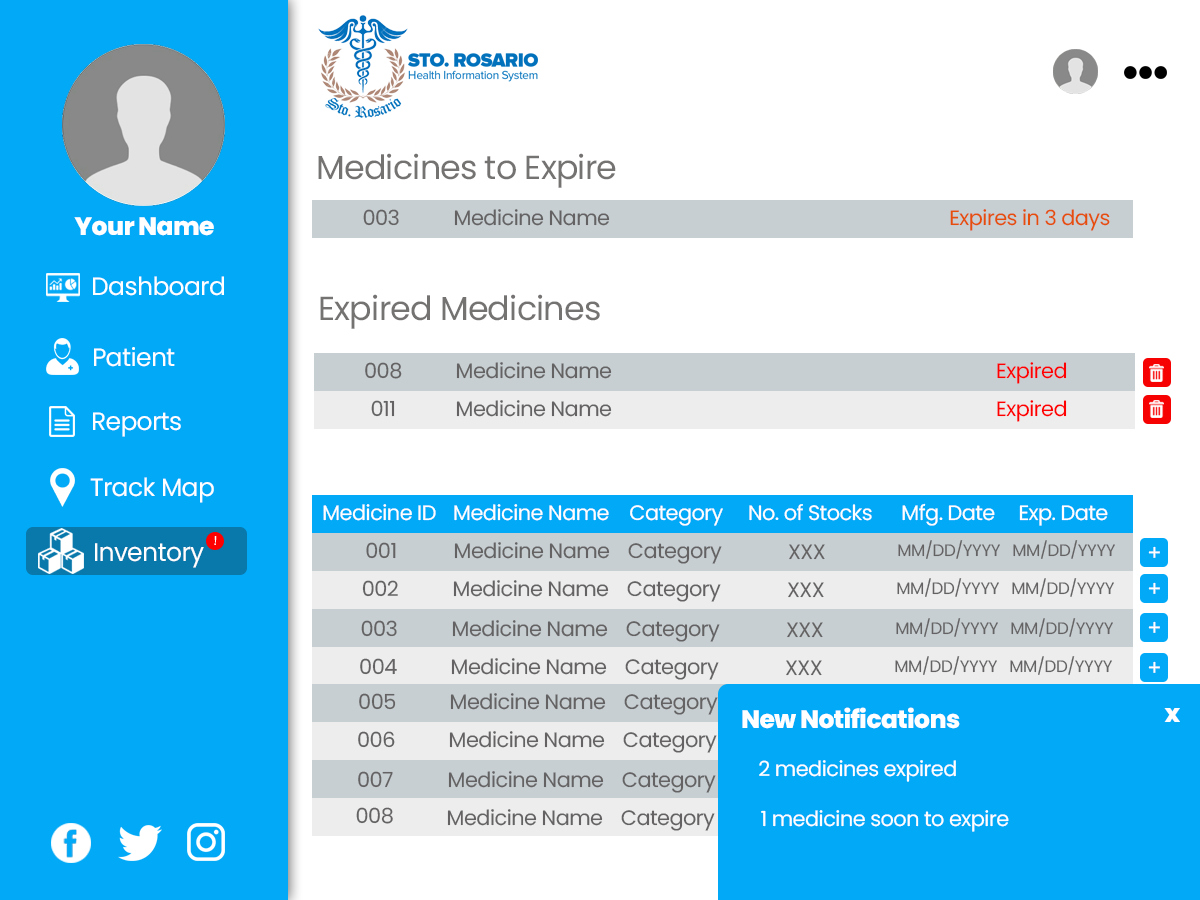 STO. ROSARIO
Health Information System
Sto. Rosario
Your Name
Dashboard
Patient
Reports
Track Map
Inventory !
Medicines to Expire
003 Medicine Name Expires in 3 days
Expired Medicines
008 Medicine Name Expired
011 Medicine Name Expired
Medicine ID Medicine Name Category No. of Stocks Mfg. Date Exp. Date
001 Medicine Name Category XXX MM/DD/YYYY MM/DD/YYYY +
002 Medicine Name Category XXX MM/DD/YYYY MM/DD/YYYY +
003 Medicine Name Category XXX MM/DD/YYYY MM/DD/YYYY +
004 Medicine Name Category XXX MM/DD/YYYY MM/DD/YYYY +
005 Medicine Name Category
006 Medicine Name Category
007 Medicine Name Category
008 Medicine Name Category
New Notifications x
2 medicines expired
1 medicine soon to expire